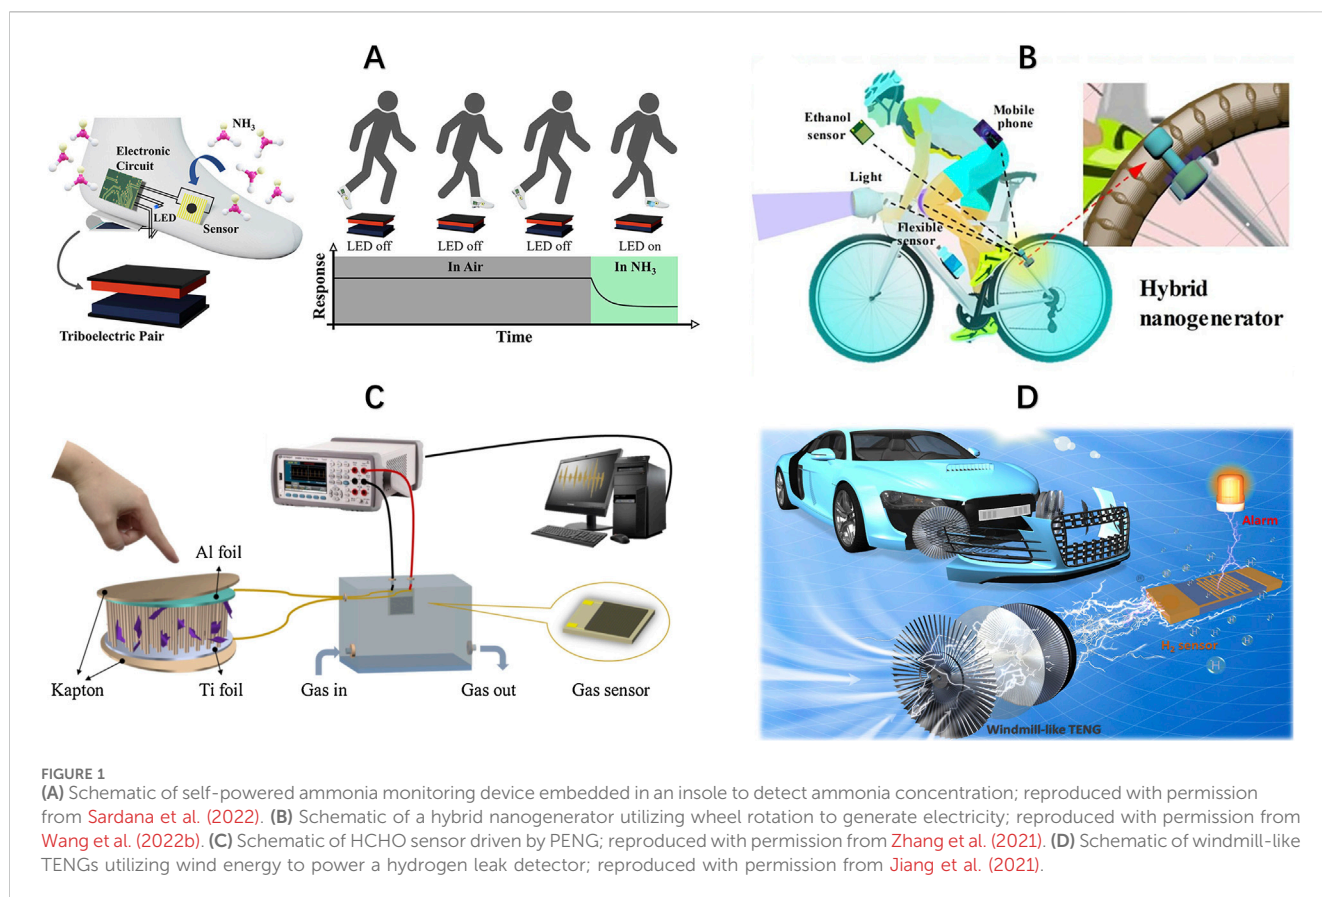 A
NH₃
Electronic
Circuit
LED
Sensor
Triboelectric Pair
LED off
LED off
LED off
LED on
Response
In Air
In NH₃
Time
B
Ethanol
sensor
Mobile
phone
Light
Flexible
sensor
Hybrid
nanogenerator
C
Al foil
Kapton
Ti foil
Gas in
Gas out
Gas sensor
D
Alarm
H₂ sensor
Windmill-like TENG
FIGURE 1
(A) Schematic of self-powered ammonia monitoring device embedded in an insole to detect ammonia concentration; reproduced with permission
from Sardana et al. (2022). (B) Schematic of a hybrid nanogenerator utilizing wheel rotation to generate electricity; reproduced with permission from
Wang et al. (2022b). (C) Schematic of HCHO sensor driven by PENG; reproduced with permission from Zhang et al. (2021). (D) Schematic of windmill-like
TENGs utilizing wind energy to power a hydrogen leak detector; reproduced with permission from Jiang et al. (2021).